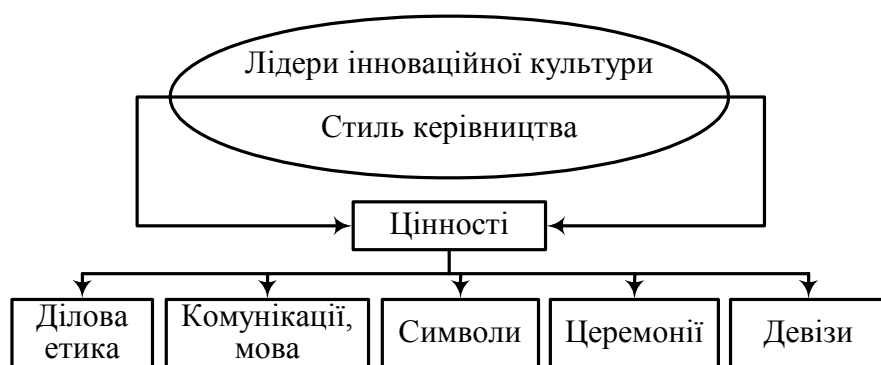 Лідери інноваційної культури
Стиль керівництва
Цінності
Ділова
етика
Комунікації,
мова
Символи
Церемонії
Девізи